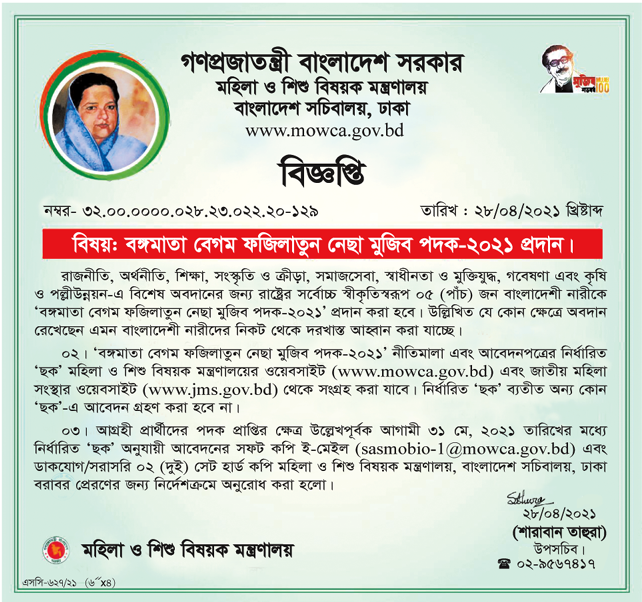 গণপ্রজাতন্ত্রী বাংলাদেশ সরকার
মহিলা ও শিশু বিষয়ক মন্ত্রণালয়
বাংলাদেশ সচিবালয়, ঢাকা
www.mowca.gov.bd
মুজিব
100
বিজ্ঞপ্তি
নম্বর- ৩২.০০.০০০০.০২৮.২৩.০২২.২০-১২৯
তারিখ : ২৮/০৪/২০২১ খ্রিষ্টাব্দ
বিষয়: বঙ্গমাতা বেগম ফজিলাতুন নেছা মুজিব পদক-২০২১ প্রদান।
রাজনীতি, অর্থনীতি, শিক্ষা, সংস্কৃতি ও ক্রীড়া, সমাজসেবা, স্বাধীনতা ও মুক্তিযুদ্ধ, গবেষণা এবং কৃষি
ও পল্লীউন্নয়ন-এ বিশেষ অবদানের জন্য রাষ্ট্রের সর্বোচ্চ স্বীকৃতিস্বরূপ ০৫ (পাঁচ) জন বাংলাদেশী নারীকে
‘বঙ্গমাতা বেগম ফজিলাতুন নেছা মুজিব পদক-২০২১’ প্রদান করা হবে। উল্লিখিত যে কোন ক্ষেত্রে অবদান
রেখেছেন এমন বাংলাদেশী নারীদের নিকট থেকে দরখাস্ত আহ্বান করা যাচ্ছে।
০২। ‘বঙ্গমাতা বেগম ফজিলাতুন নেছা মুজিব পদক-২০২১’ নীতিমালা এবং আবেদনপত্রের নির্ধারিত
‘ছক’ মহিলা ও শিশু বিষয়ক মন্ত্রণালয়ের ওয়েবসাইট (www.mowca.gov.bd) এবং জাতীয় মহিলা
সংস্থার ওয়েবসাইট (www.jms.gov.bd) থেকে সংগ্রহ করা যাবে। নির্ধারিত ‘ছক’ ব্যতীত অন্য কোন
‘ছক’-এ আবেদন গ্রহণ করা হবে না।
০৩। আগ্রহী প্রার্থীদের পদক প্রাপ্তির ক্ষেত্র উল্লেখপূর্বক আগামী ৩১ মে, ২০২১ তারিখের মধ্যে
নির্ধারিত ‘ছক’ অনুযায়ী আবেদনের সফট কপি ই-মেইল (sasmobio-1@mowca.gov.bd) এবং
ডাকযোগ/সরাসরি ০২ (দুই) সেট হার্ড কপি মহিলা ও শিশু বিষয়ক মন্ত্রণালয়, বাংলাদেশ সচিবালয়, ঢাকা
বরাবর প্রেরণের জন্য নির্দেশক্রমে অনুরোধ করা হলো।
২৮/০৪/২০২১
(শারাবান তাহুরা)
উপসচিব।
☎ ০২-৯৫৬৭৪১৭
মহিলা ও শিশু বিষয়ক মন্ত্রণালয়
এসসি-৬২৭/২১ (৬˝x৪)